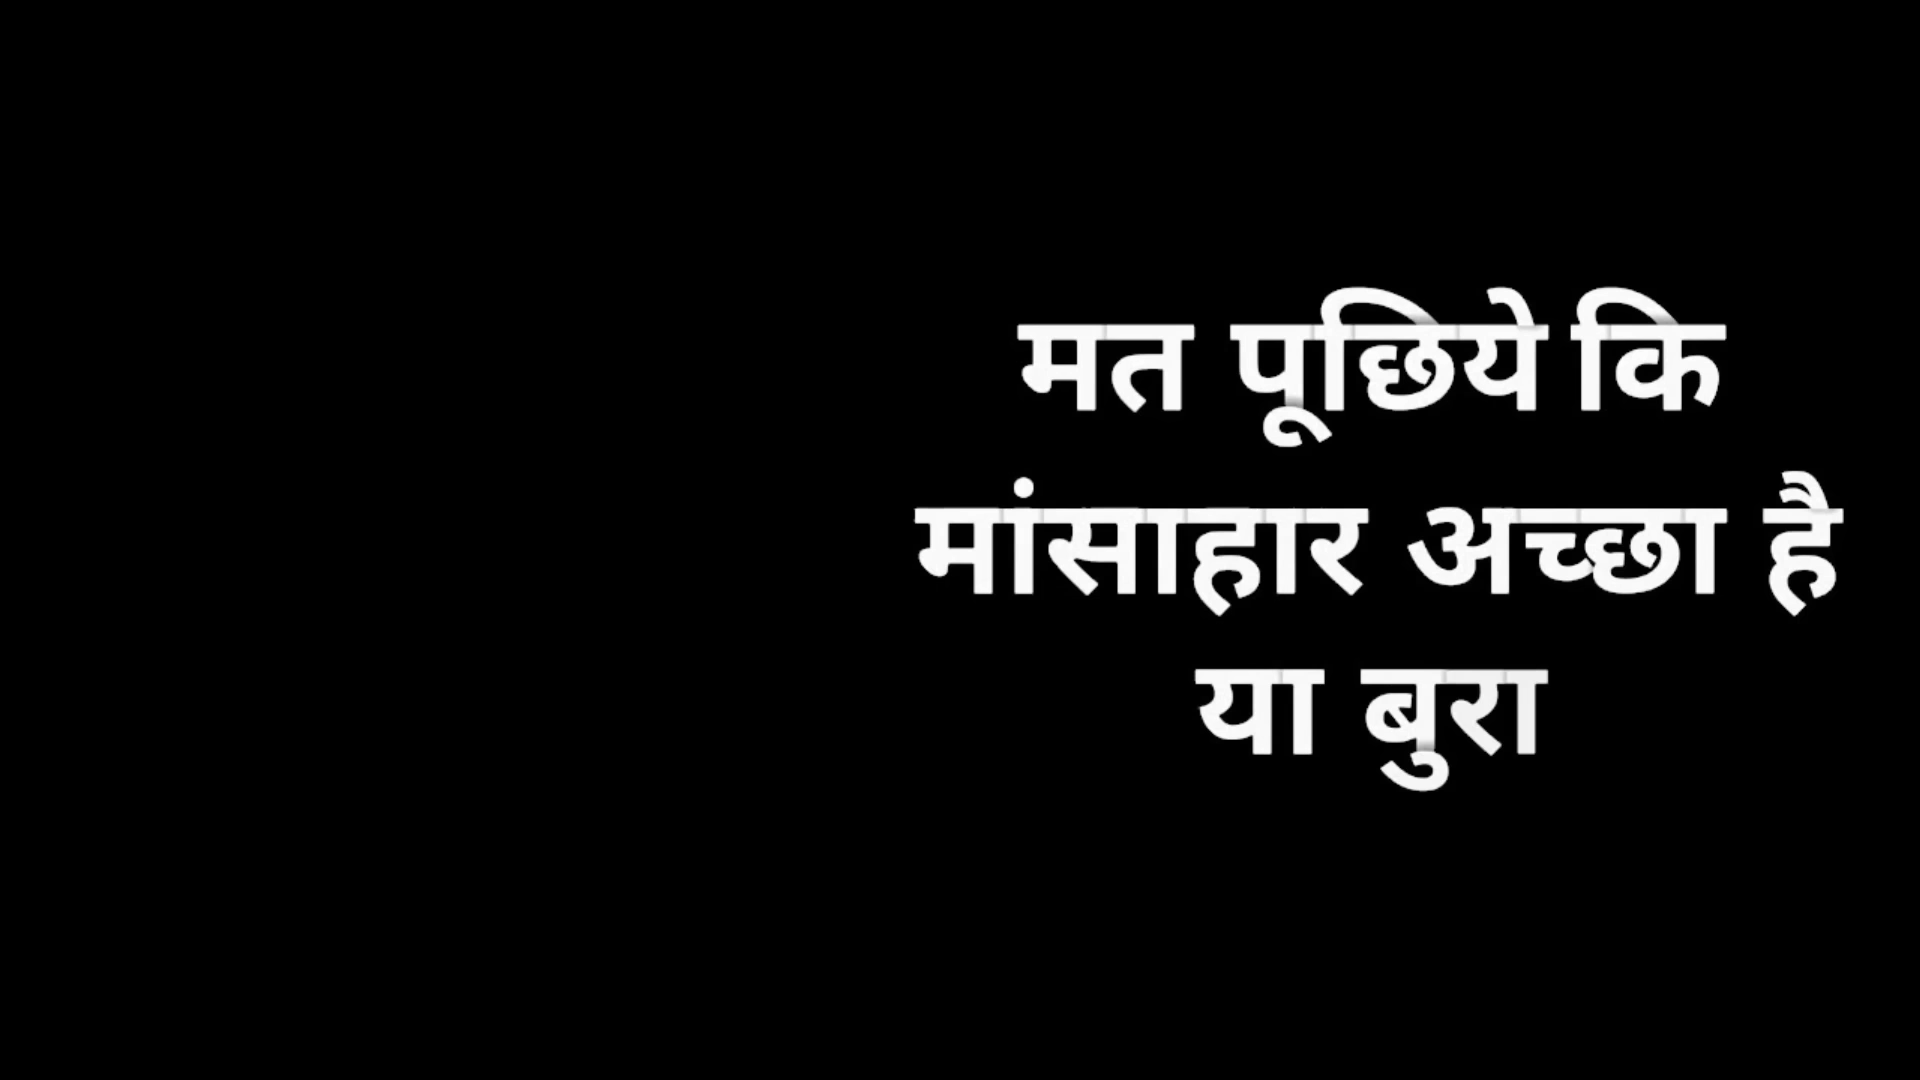 मत पूछिये कि
मांसाहार अच्छा है
या बुरा